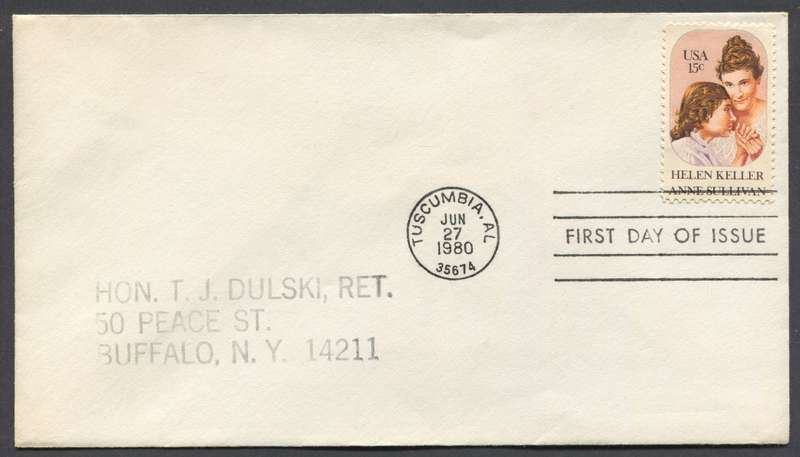 USA
15c
HELEN KELLER
ANNE SULLIVAN
TUSCUMBIA, AL
JUN
27
1980
35674
FIRST DAY OF ISSUE
HON. T. J. DULSKI, RET.
50 PEACE ST.
BUFFALO, N. Y. 14211